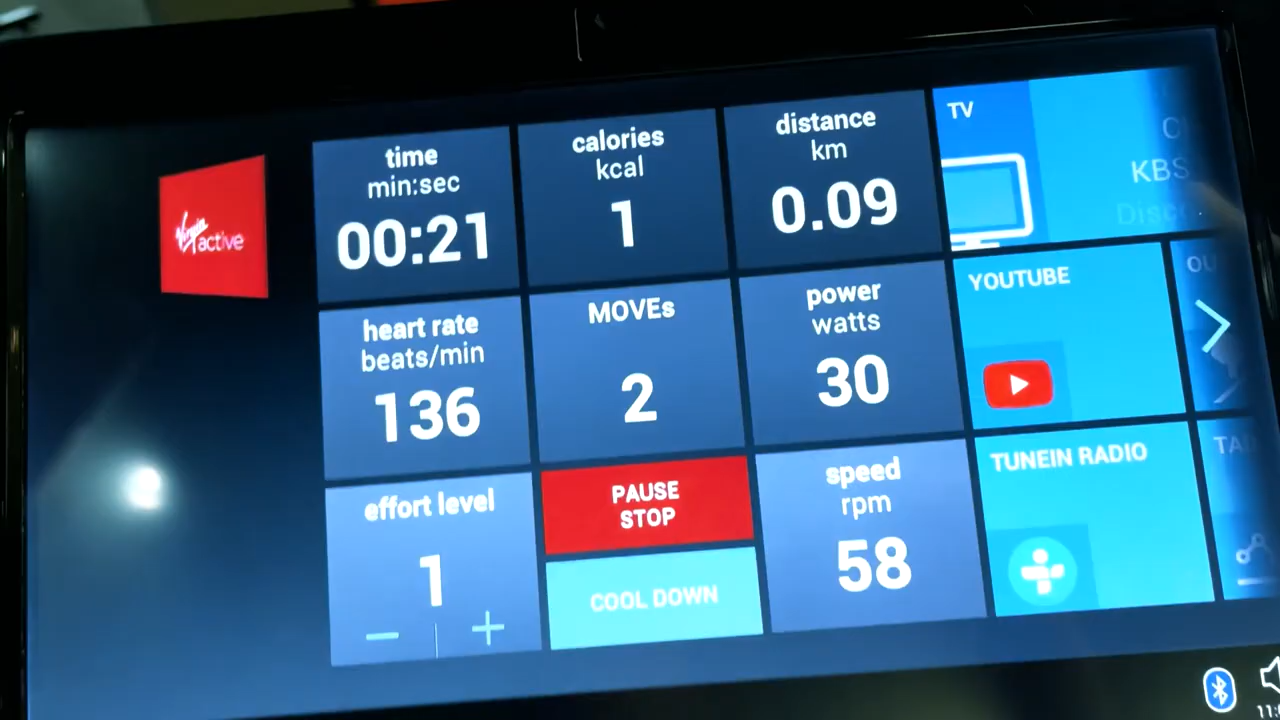 Virgin
active
time
min:sec
00:21
calories
kcal
1
distance
km
0.09
TV
KBS
heart rate
beats/min
136
MOVEs
2
power
watts
30
YOUTUBE
OU
effort level
1
− +
PAUSE
STOP
COOL DOWN
speed
rpm
58
TUNEIN RADIO